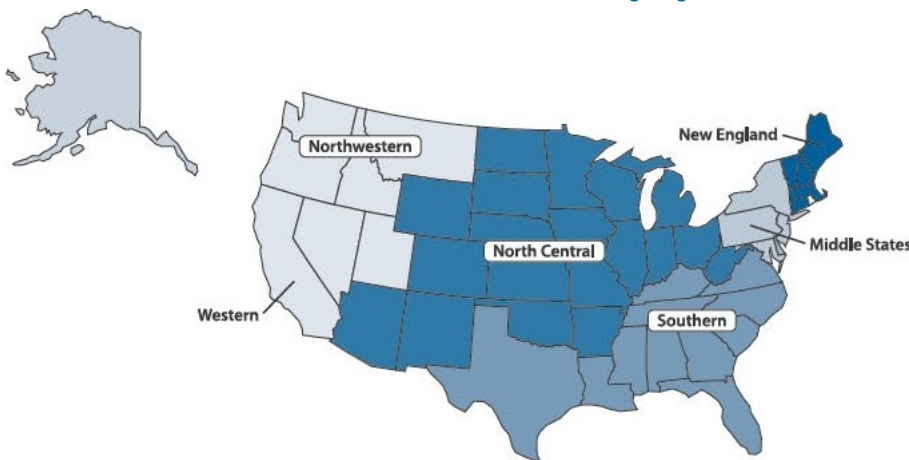 New England
Northwestern
Middle States
North Central
Western
Southern